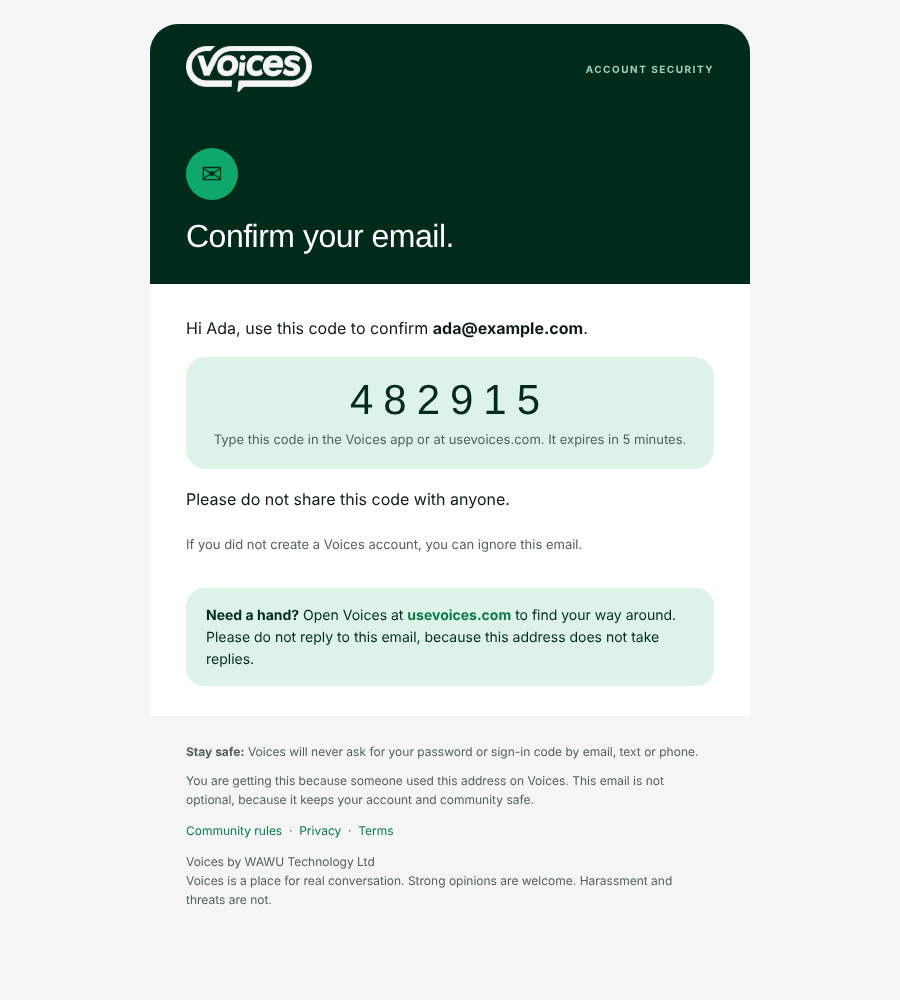 Voices
ACCOUNT SECURITY
Confirm your email.
Hi Ada, use this code to confirm ada@example.com.
482915
Type this code in the Voices app or at usevoices.com. It expires in 5 minutes.
Please do not share this code with anyone.
If you did not create a Voices account, you can ignore this email.
Need a hand? Open Voices at usevoices.com to find your way around.
Please do not reply to this email, because this address does not take
replies.
Stay safe: Voices will never ask for your password or sign-in code by email, text or phone.
You are getting this because someone used this address on Voices. This email is not
optional, because it keeps your account and community safe.
Community rules · Privacy · Terms
Voices by WAWU Technology Ltd
Voices is a place for real conversation. Strong opinions are welcome. Harassment and
threats are not.